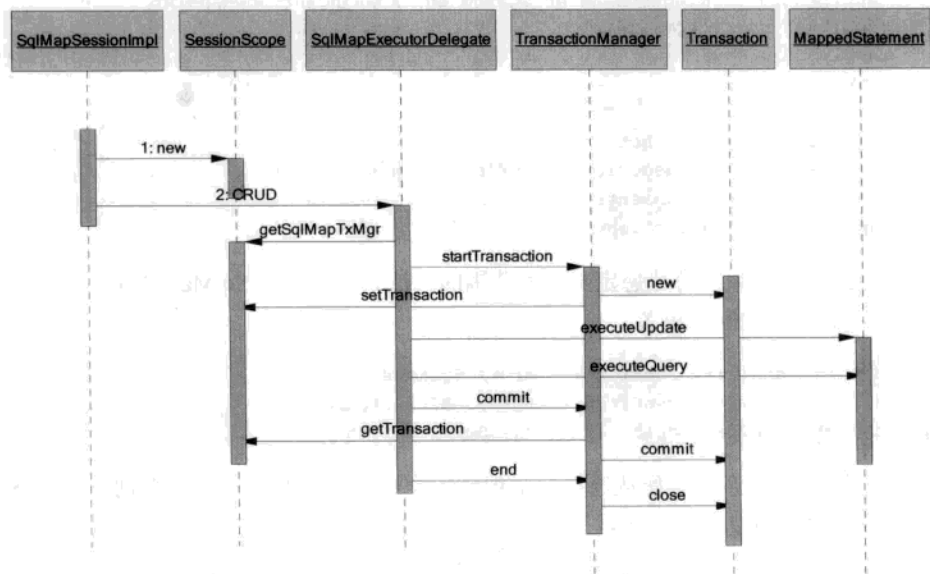 SqlMapSessionImpl
SessionScope
SqlMapExecutorDelegate
TransactionManager
Transaction
MappedStatement
1: new
2: CRUD
getSqlMapTxMgr
startTransaction
new
setTransaction
executeUpdate
executeQuery
commit
getTransaction
commit
end
close